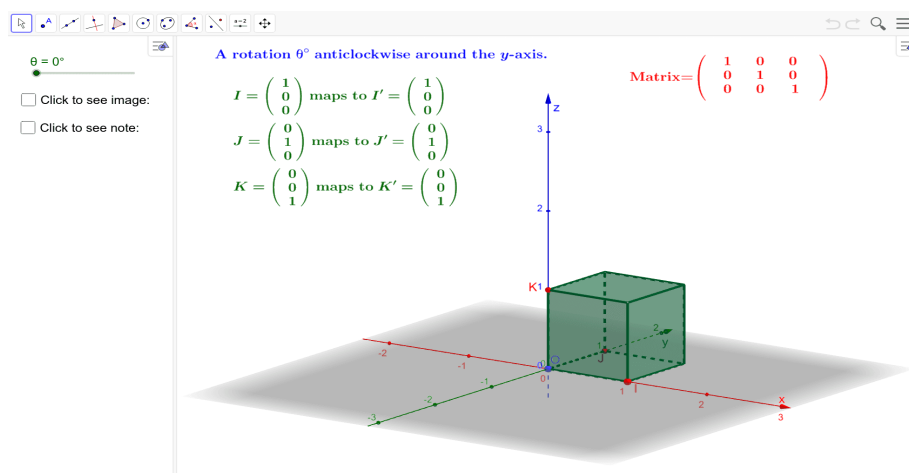 A rotation θ° anticlockwise around the y-axis.
θ = 0°
Click to see image:
Click to see note:
I = ( 1 0 0 ) maps to I′ = ( 1 0 0 )
J = ( 0 1 0 ) maps to J′ = ( 0 1 0 )
K = ( 0 0 1 ) maps to K′ = ( 0 0 1 )
Matrix= ( 1 0 0
0 1 0
0 0 1 )
z
3
2
K 1
-2
-1
0
0
O
1
I
2
x
3
-3
-2
-1
1
J
2
y
a=2
A